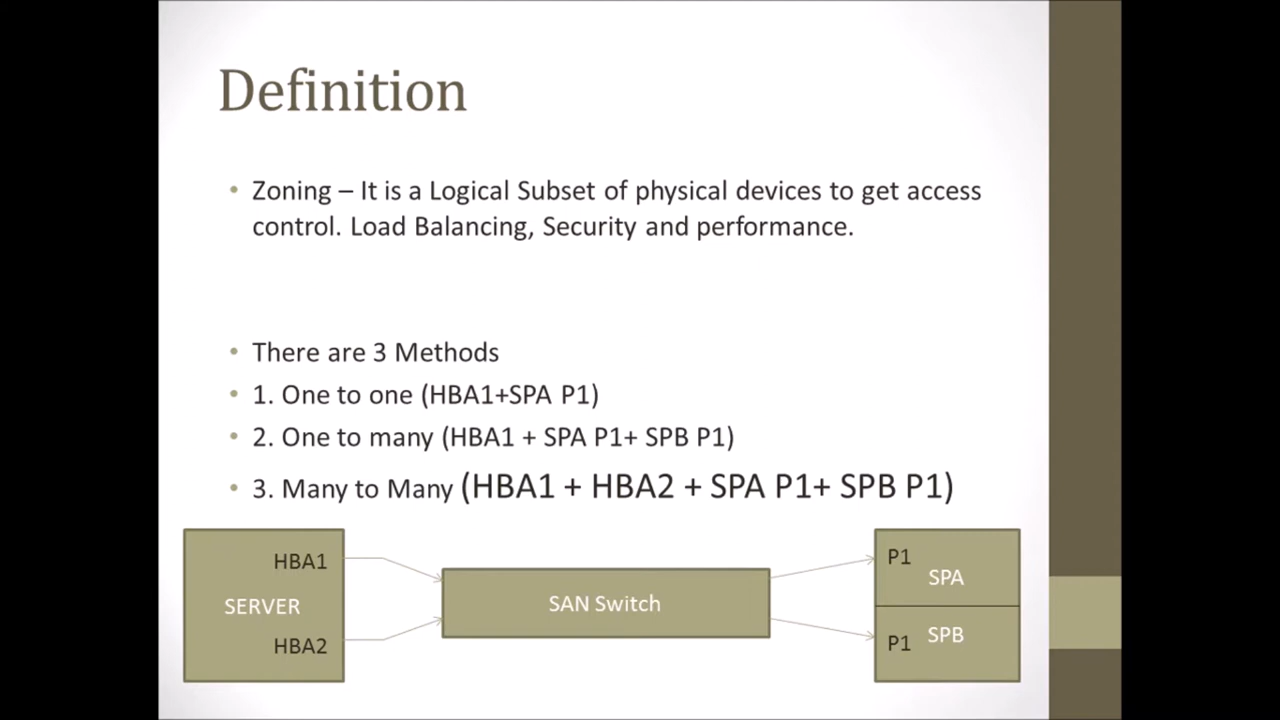 Definition
• Zoning – It is a Logical Subset of physical devices to get access
control. Load Balancing, Security and performance.
• There are 3 Methods
• 1. One to one (HBA1+SPA P1)
• 2. One to many (HBA1 + SPA P1+ SPB P1)
• 3. Many to Many (HBA1 + HBA2 + SPA P1+ SPB P1)
HBA1
SERVER
HBA2
SAN Switch
P1
SPA
SPB
P1